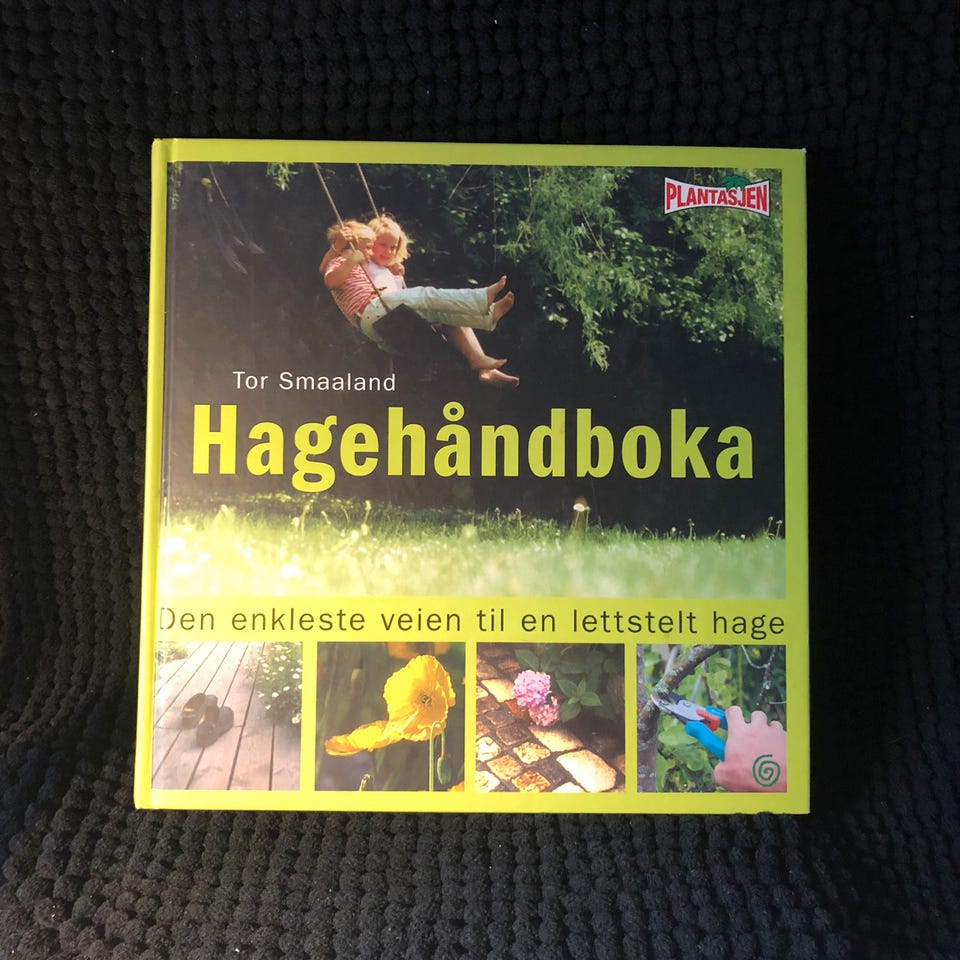 PLANTASJEN
Tor Smaaland
Hagehåndboka
Den enkleste veien til en lettstelt hage